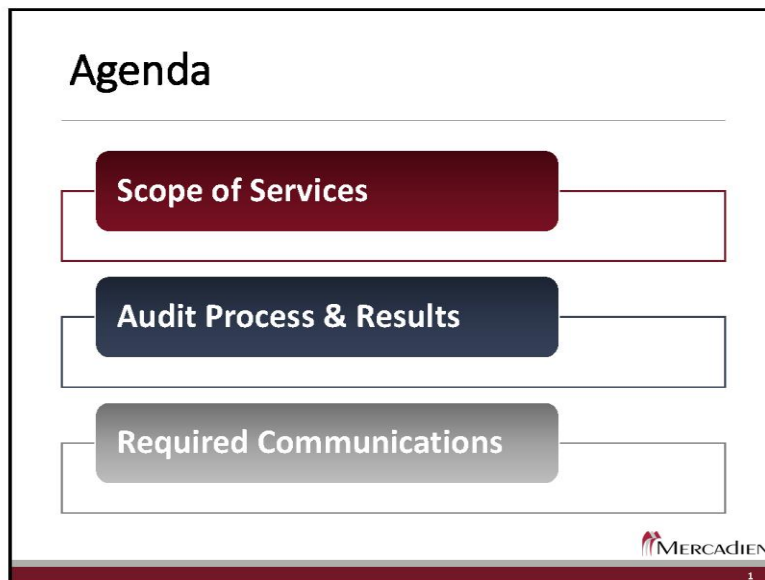 Agenda
Scope of Services
Audit Process & Results
Required Communications
MERCADIEN
1